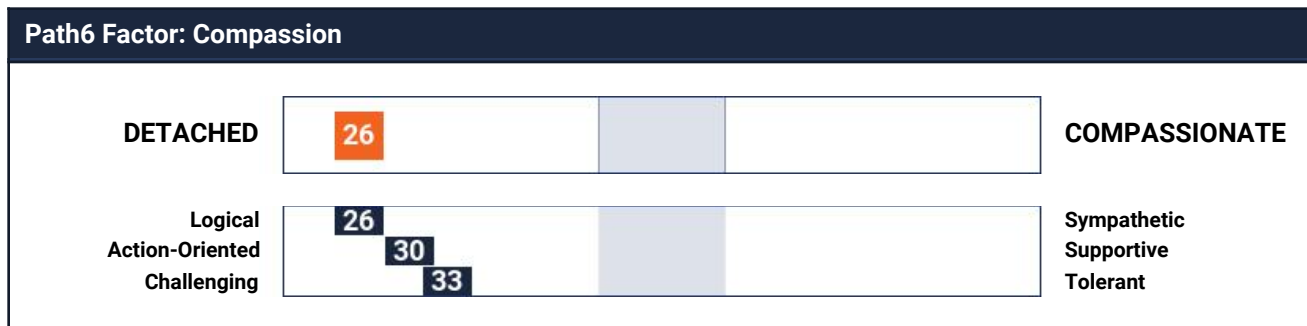 Path6 Factor: Compassion
DETACHED 26 COMPASSIONATE
Logical 26 Sympathetic
Action-Oriented 30 Supportive
Challenging 33 Tolerant